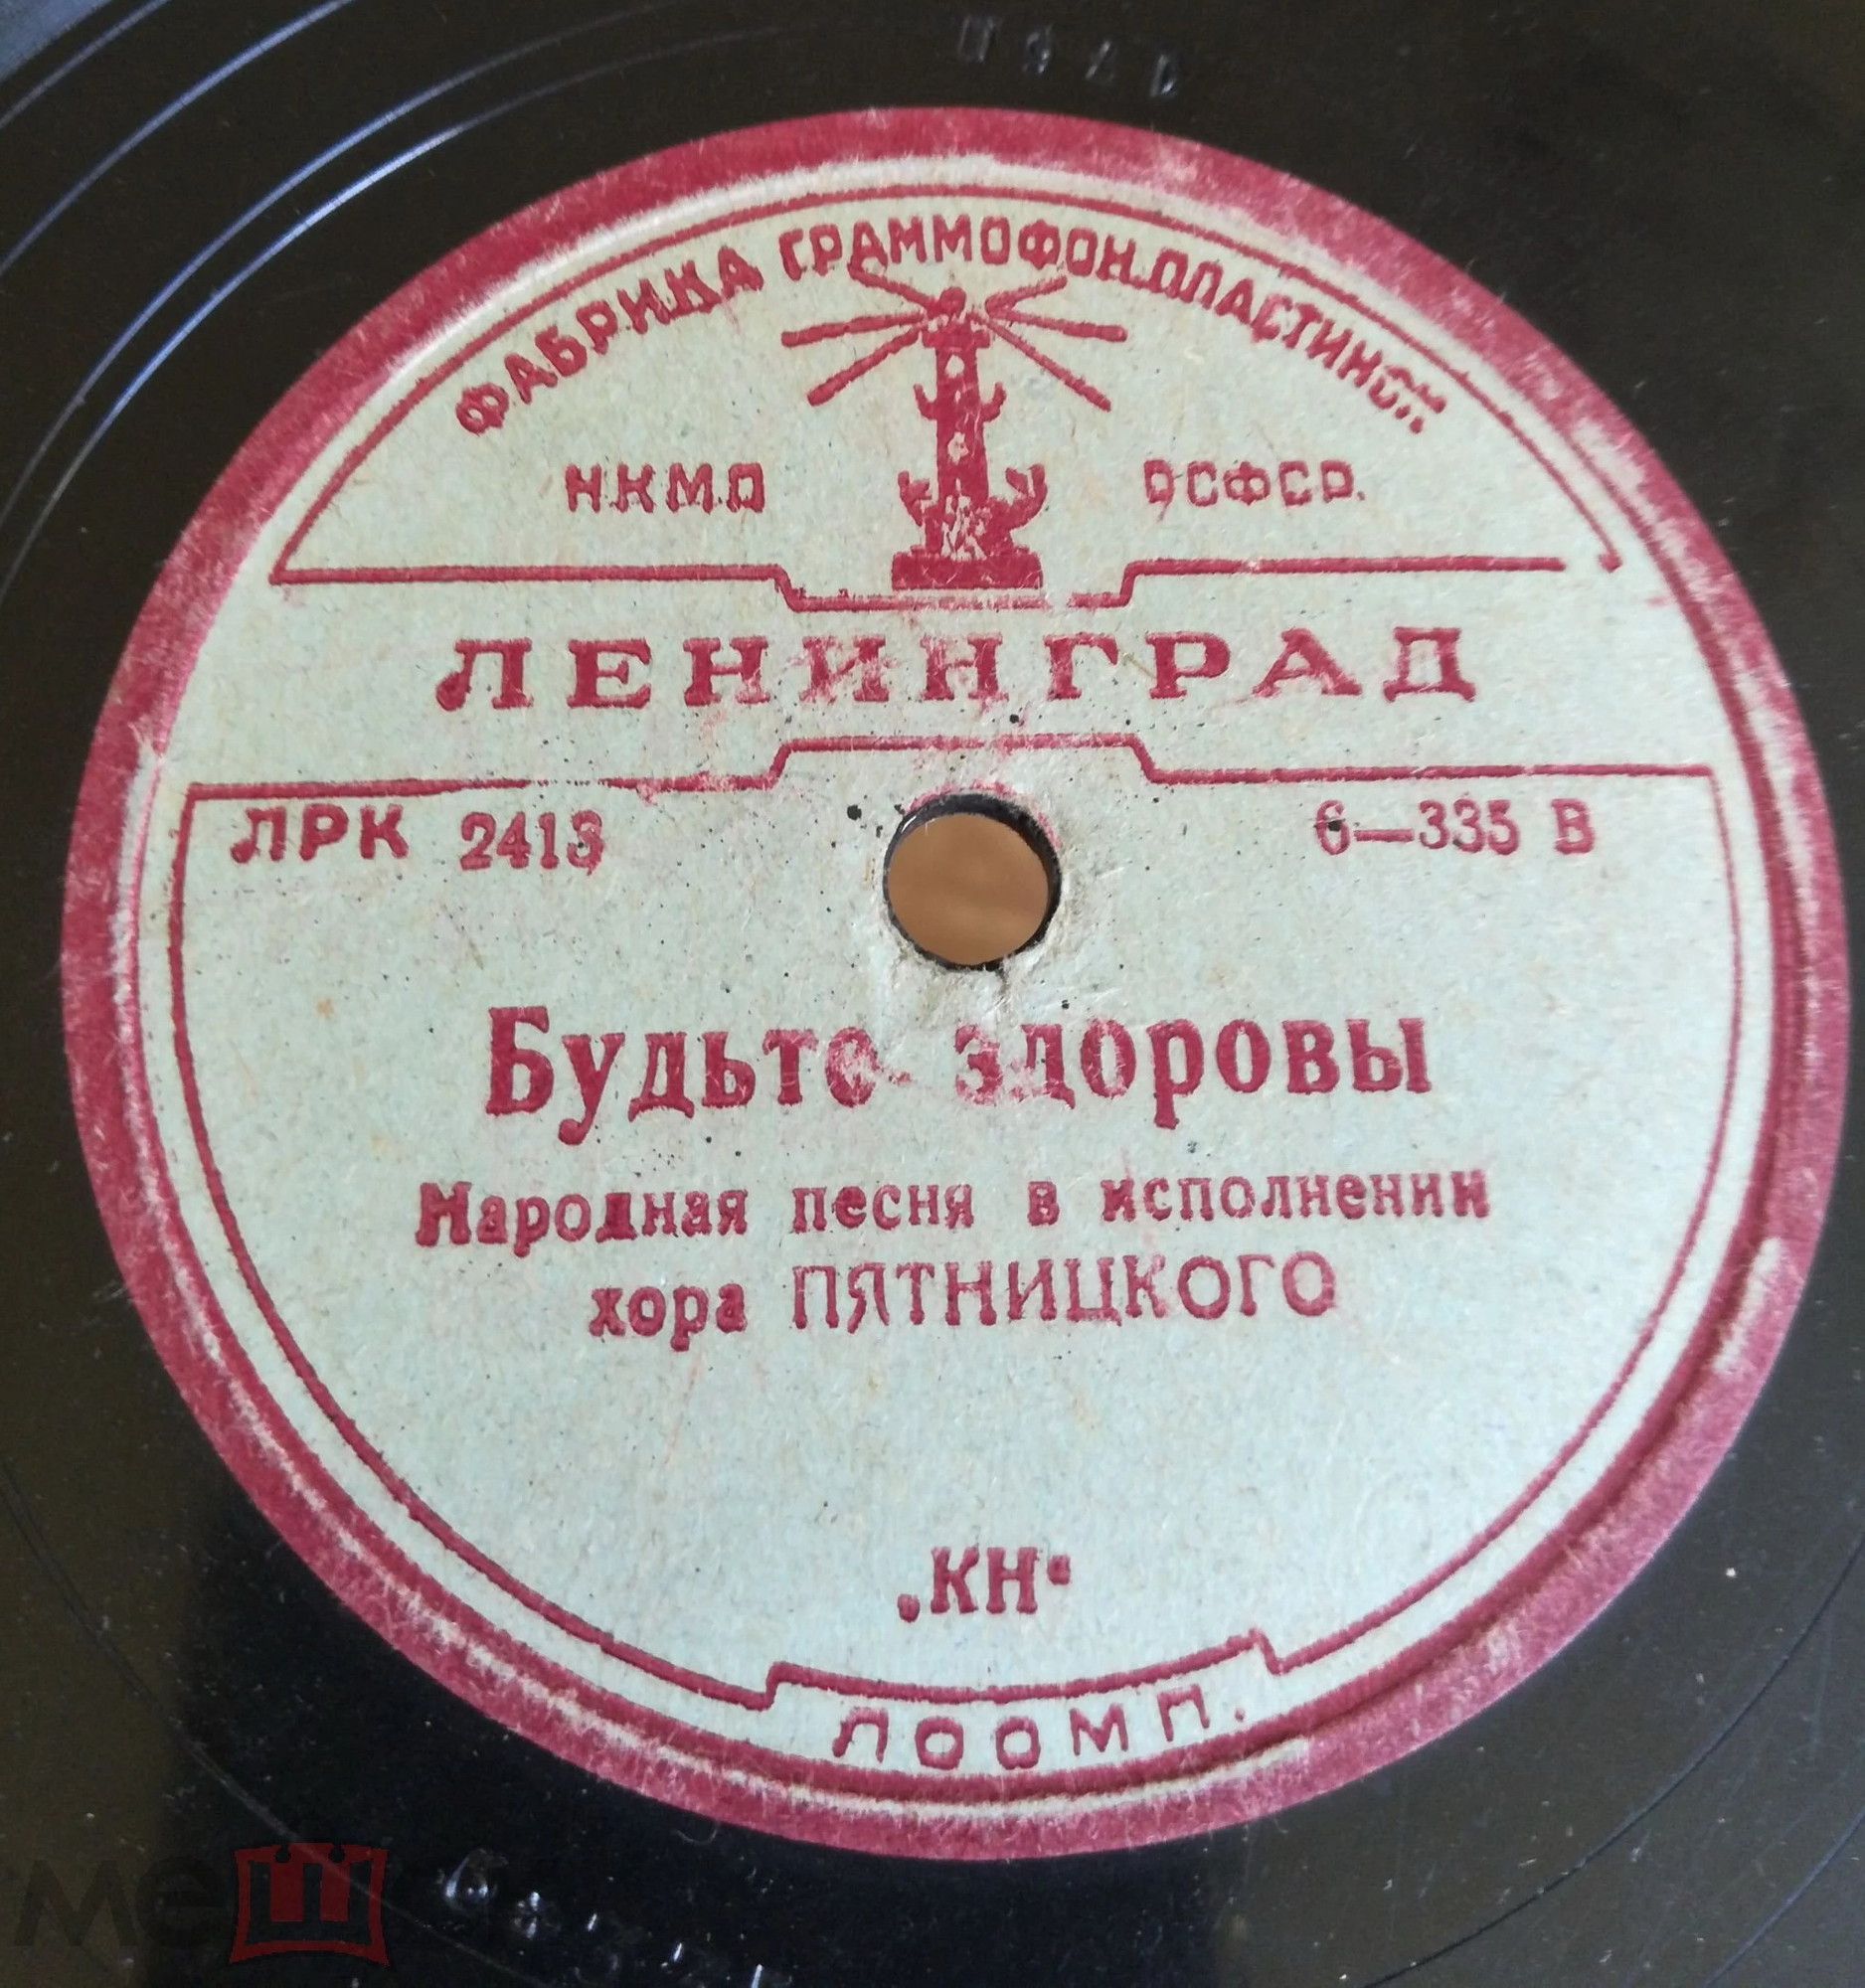 ФАБРИКА ГРАММОФОН.ПЛАСТИНОК
НКМП РСФСР.
ЛЕНИНГРАД
ЛРК 2413 6—335 В
Будьте здоровы
Народная песня в исполнении
хора ПЯТНИЦКОГО
„КН“
ЛООМП.
мешок